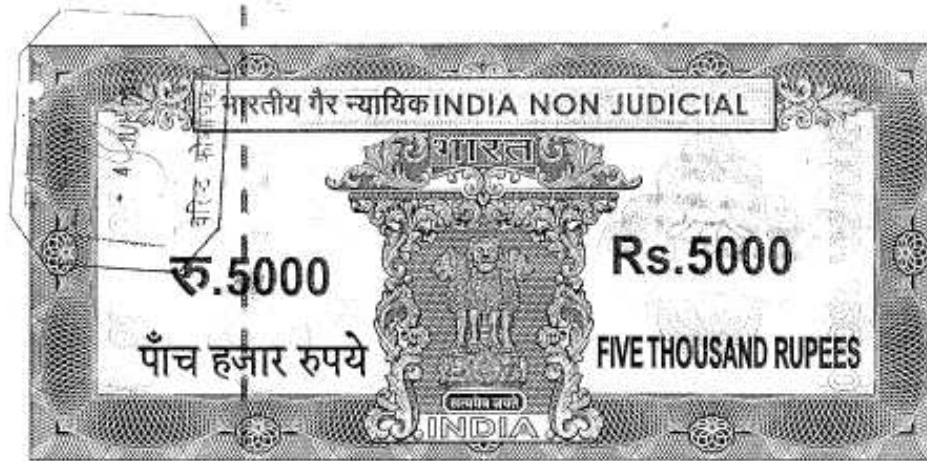 भारतीय गैर न्यायिक INDIA NON JUDICIAL
भारत
रु.5000
Rs.5000
पाँच हजार रुपये
FIVE THOUSAND RUPEES
सत्यमेव जयते
INDIA